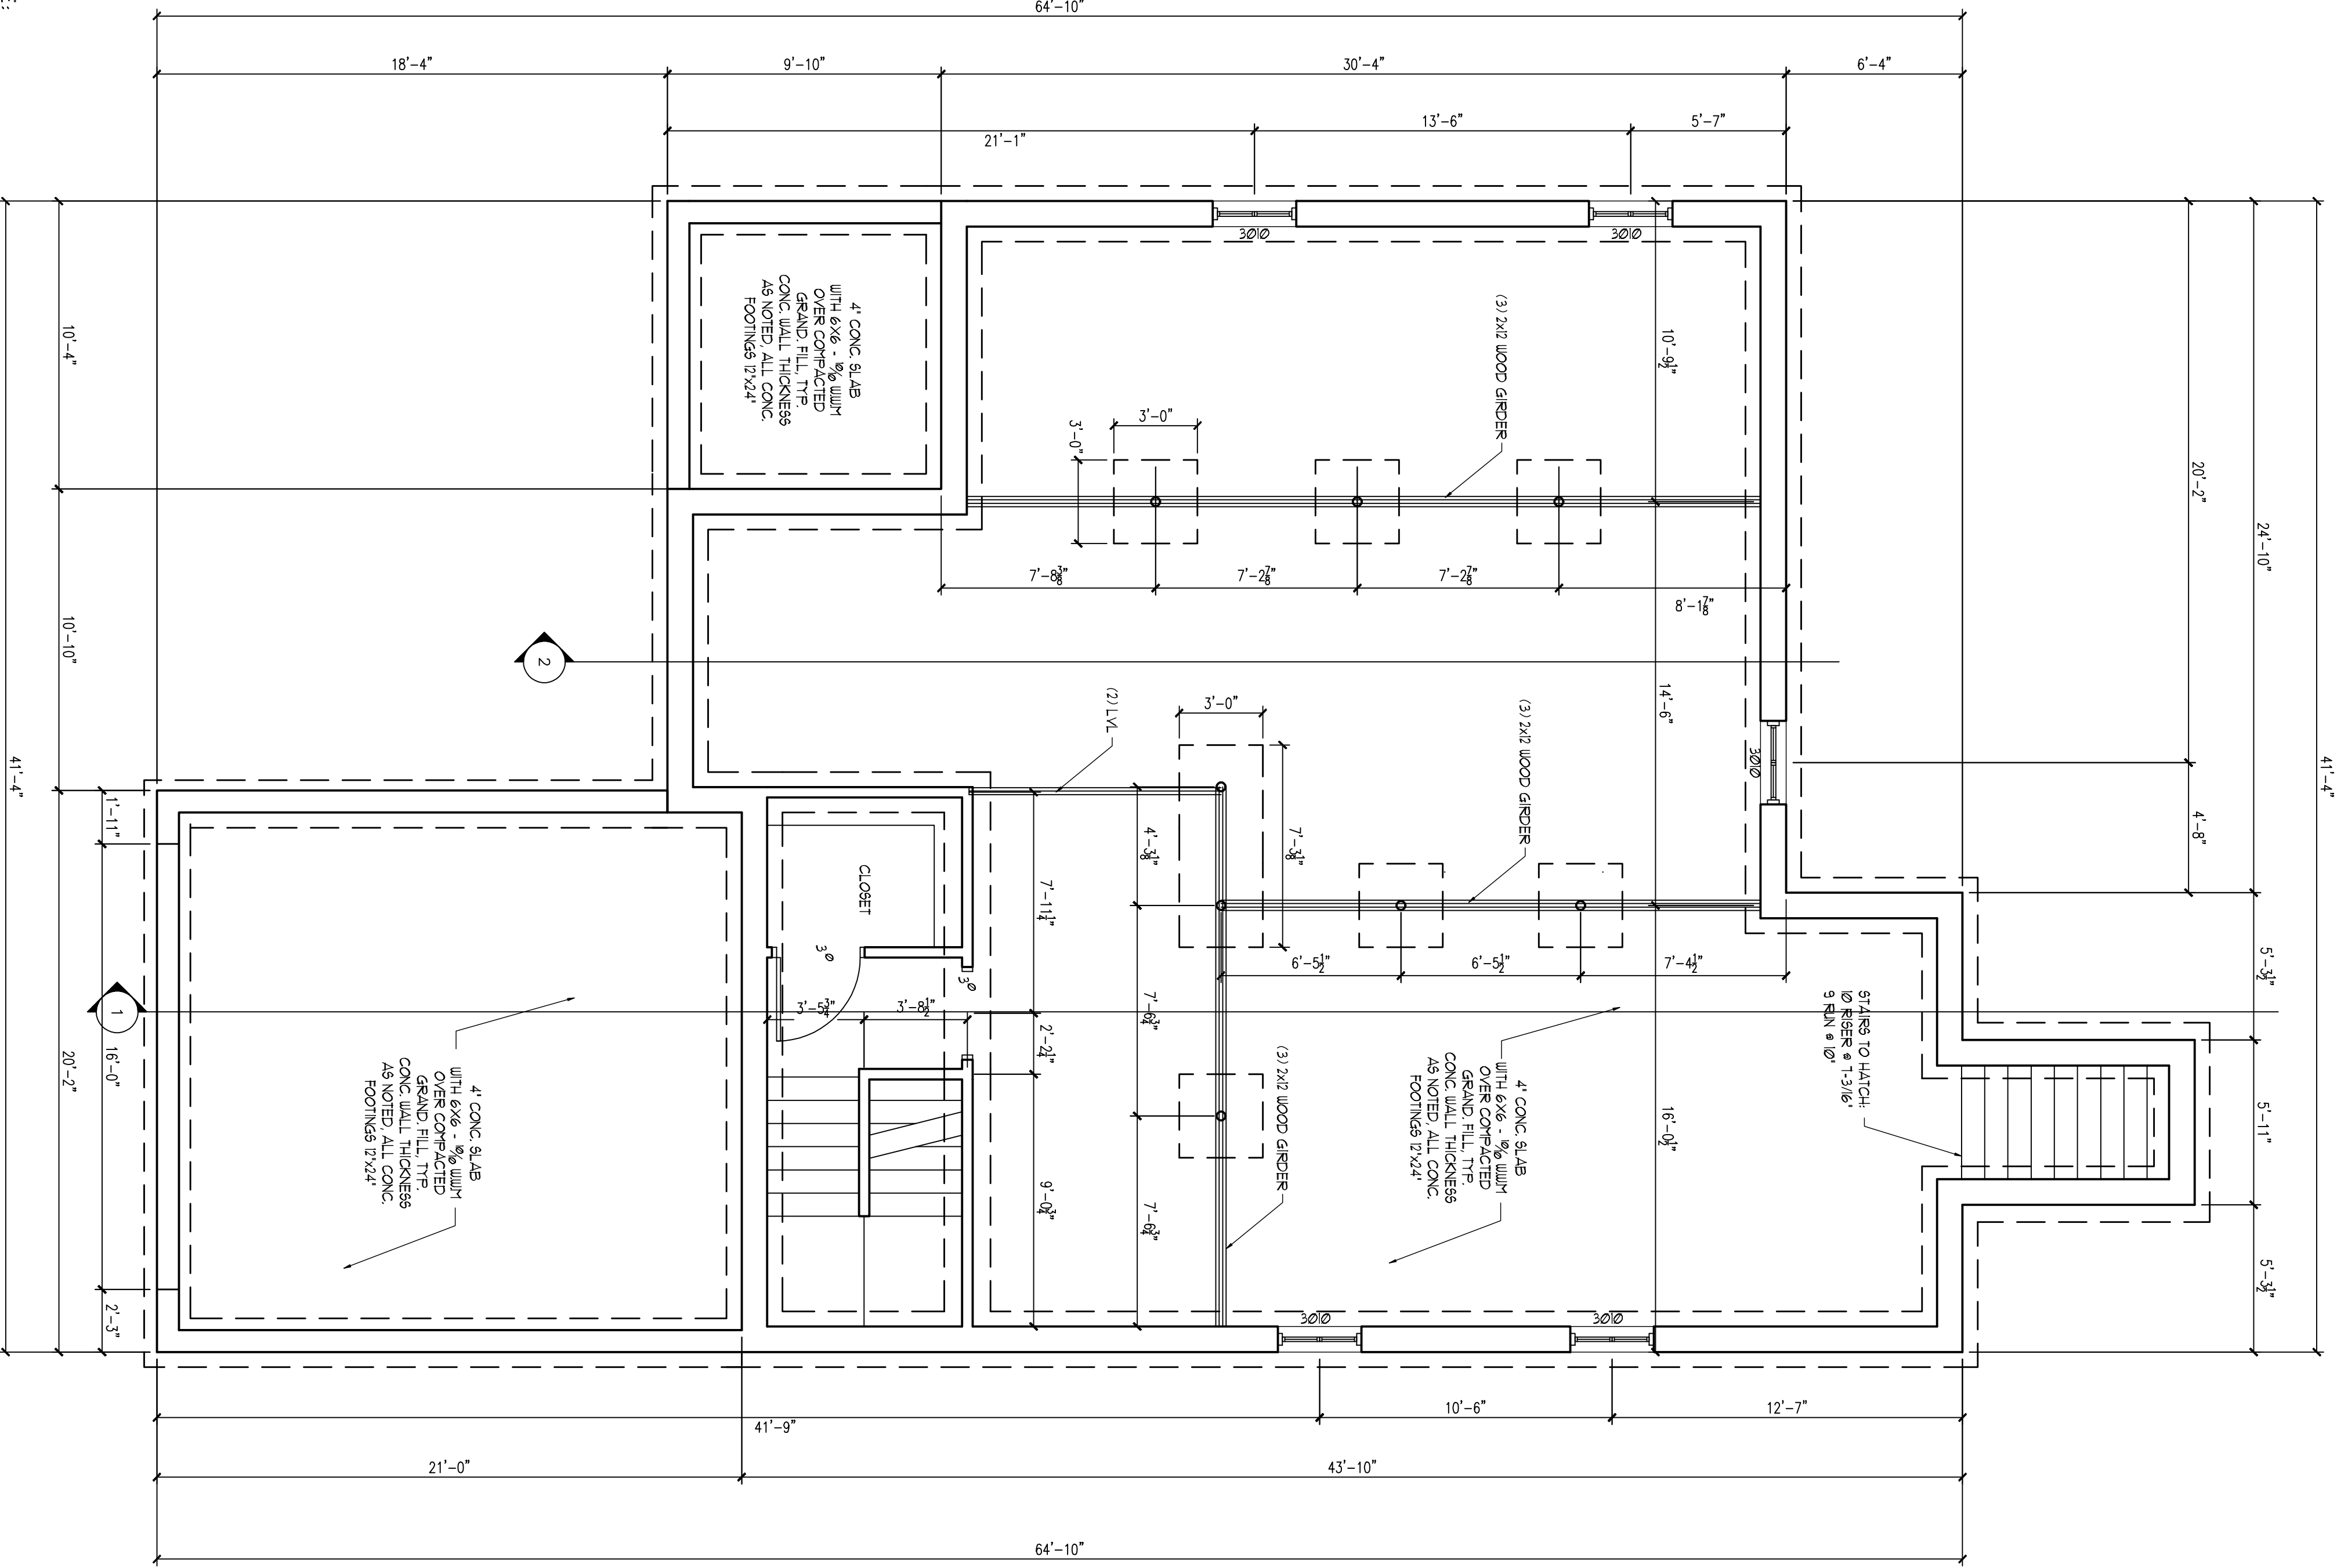 64'-10"
18'-4"
9'-10"
30'-4"
6'-4"
21'-1"
13'-6"
5'-7"
3010
3010
4" CONC. SLAB
WITH 6X6 - 10/10 WWM
OVER COMPACTED
GRAND. FILL, TYP.
CONC. WALL THICKNESS
AS NOTED, ALL CONC.
FOOTINGS 12"x24"
(3) 2x12 WOOD GIRDER
10'-9 1/2"
3'-0"
3'-0"
7'-8 3/8"
7'-2 7/8"
7'-2 7/8"
8'-1 7/8"
2
(2) LVL
3'-0"
7'-3 1/8"
(3) 2x12 WOOD GIRDER
14'-6"
3010
20'-2"
4'-8"
24'-10"
5'-3 1/2"
5'-11"
5'-3 1/2"
41'-4"
10'-4"
10'-10"
20'-2"
41'-4"
1'-11"
16'-0"
2'-3"
1
CLOSET
30
30
3'-5 3/4"
3'-8 1/2"
7'-11 1/4"
2'-2 1/4"
9'-0 3/4"
4'-3 1/8"
7'-6 3/4"
7'-6 3/4"
6'-5 1/2"
6'-5 1/2"
7'-4 1/2"
16'-0 1/2"
(3) 2x12 WOOD GIRDER
STAIRS TO HATCH:
10 RISER @ 7-3/16"
9 RUN @ 10"
4" CONC. SLAB
WITH 6X6 - 10/10 WWM
OVER COMPACTED
GRAND. FILL, TYP.
CONC. WALL THICKNESS
AS NOTED, ALL CONC.
FOOTINGS 12"x24"
4" CONC. SLAB
WITH 6X6 - 10/10 WWM
OVER COMPACTED
GRAND. FILL, TYP.
CONC. WALL THICKNESS
AS NOTED, ALL CONC.
FOOTINGS 12"x24"
3010
3010
41'-9"
10'-6"
12'-7"
21'-0"
43'-10"
64'-10"